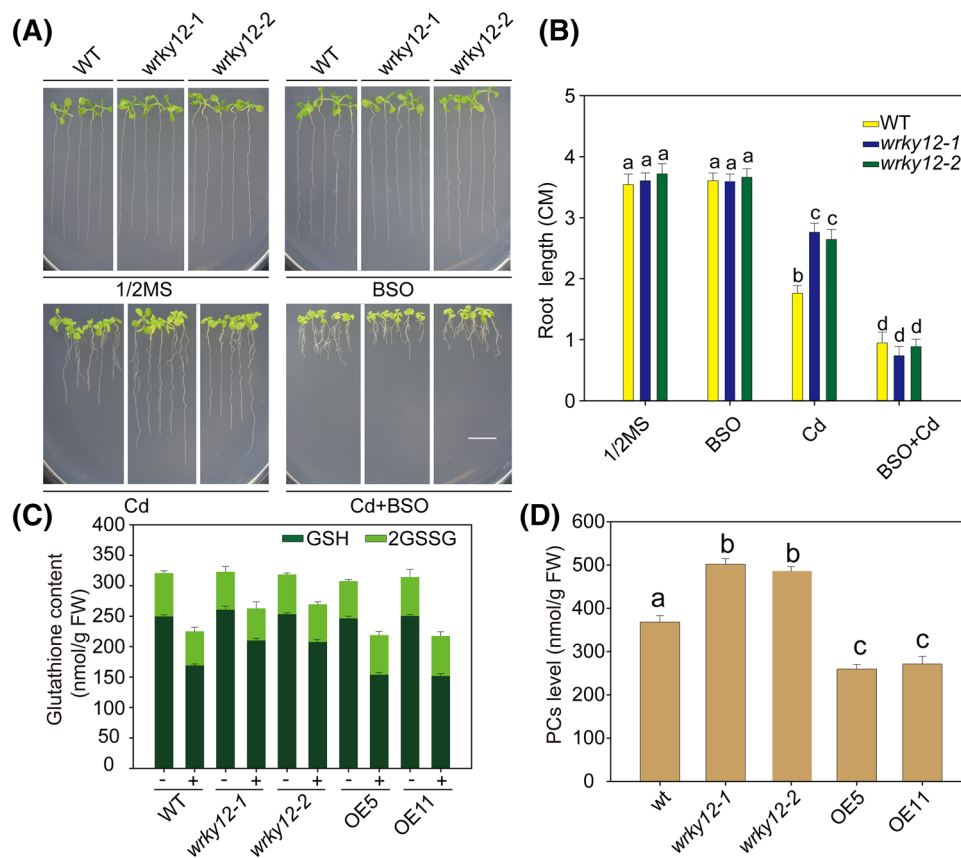 (A)
WT wrky12-1 wrky12-2
WT wrky12-1 wrky12-2
1/2MS
BSO
Cd
Cd+BSO
(B)
Root length (CM)
5
4
3
2
1
0
WT
wrky12-1
wrky12-2
a a a
a a a
b c c
d d d
1/2MS
BSO
Cd
BSO+Cd
(C)
Glutathione content
(nmol/g FW)
400
350
300
250
200
150
100
50
0
GSH 2GSSG
- + - + - + - + - +
WT
wrky12-1
wrky12-2
OE5
OE11
(D)
PCs level (nmol/g FW)
600
500
400
300
260
200
100
0
a b b c c
wt
wrky12-1
wrky12-2
OE5
OE11